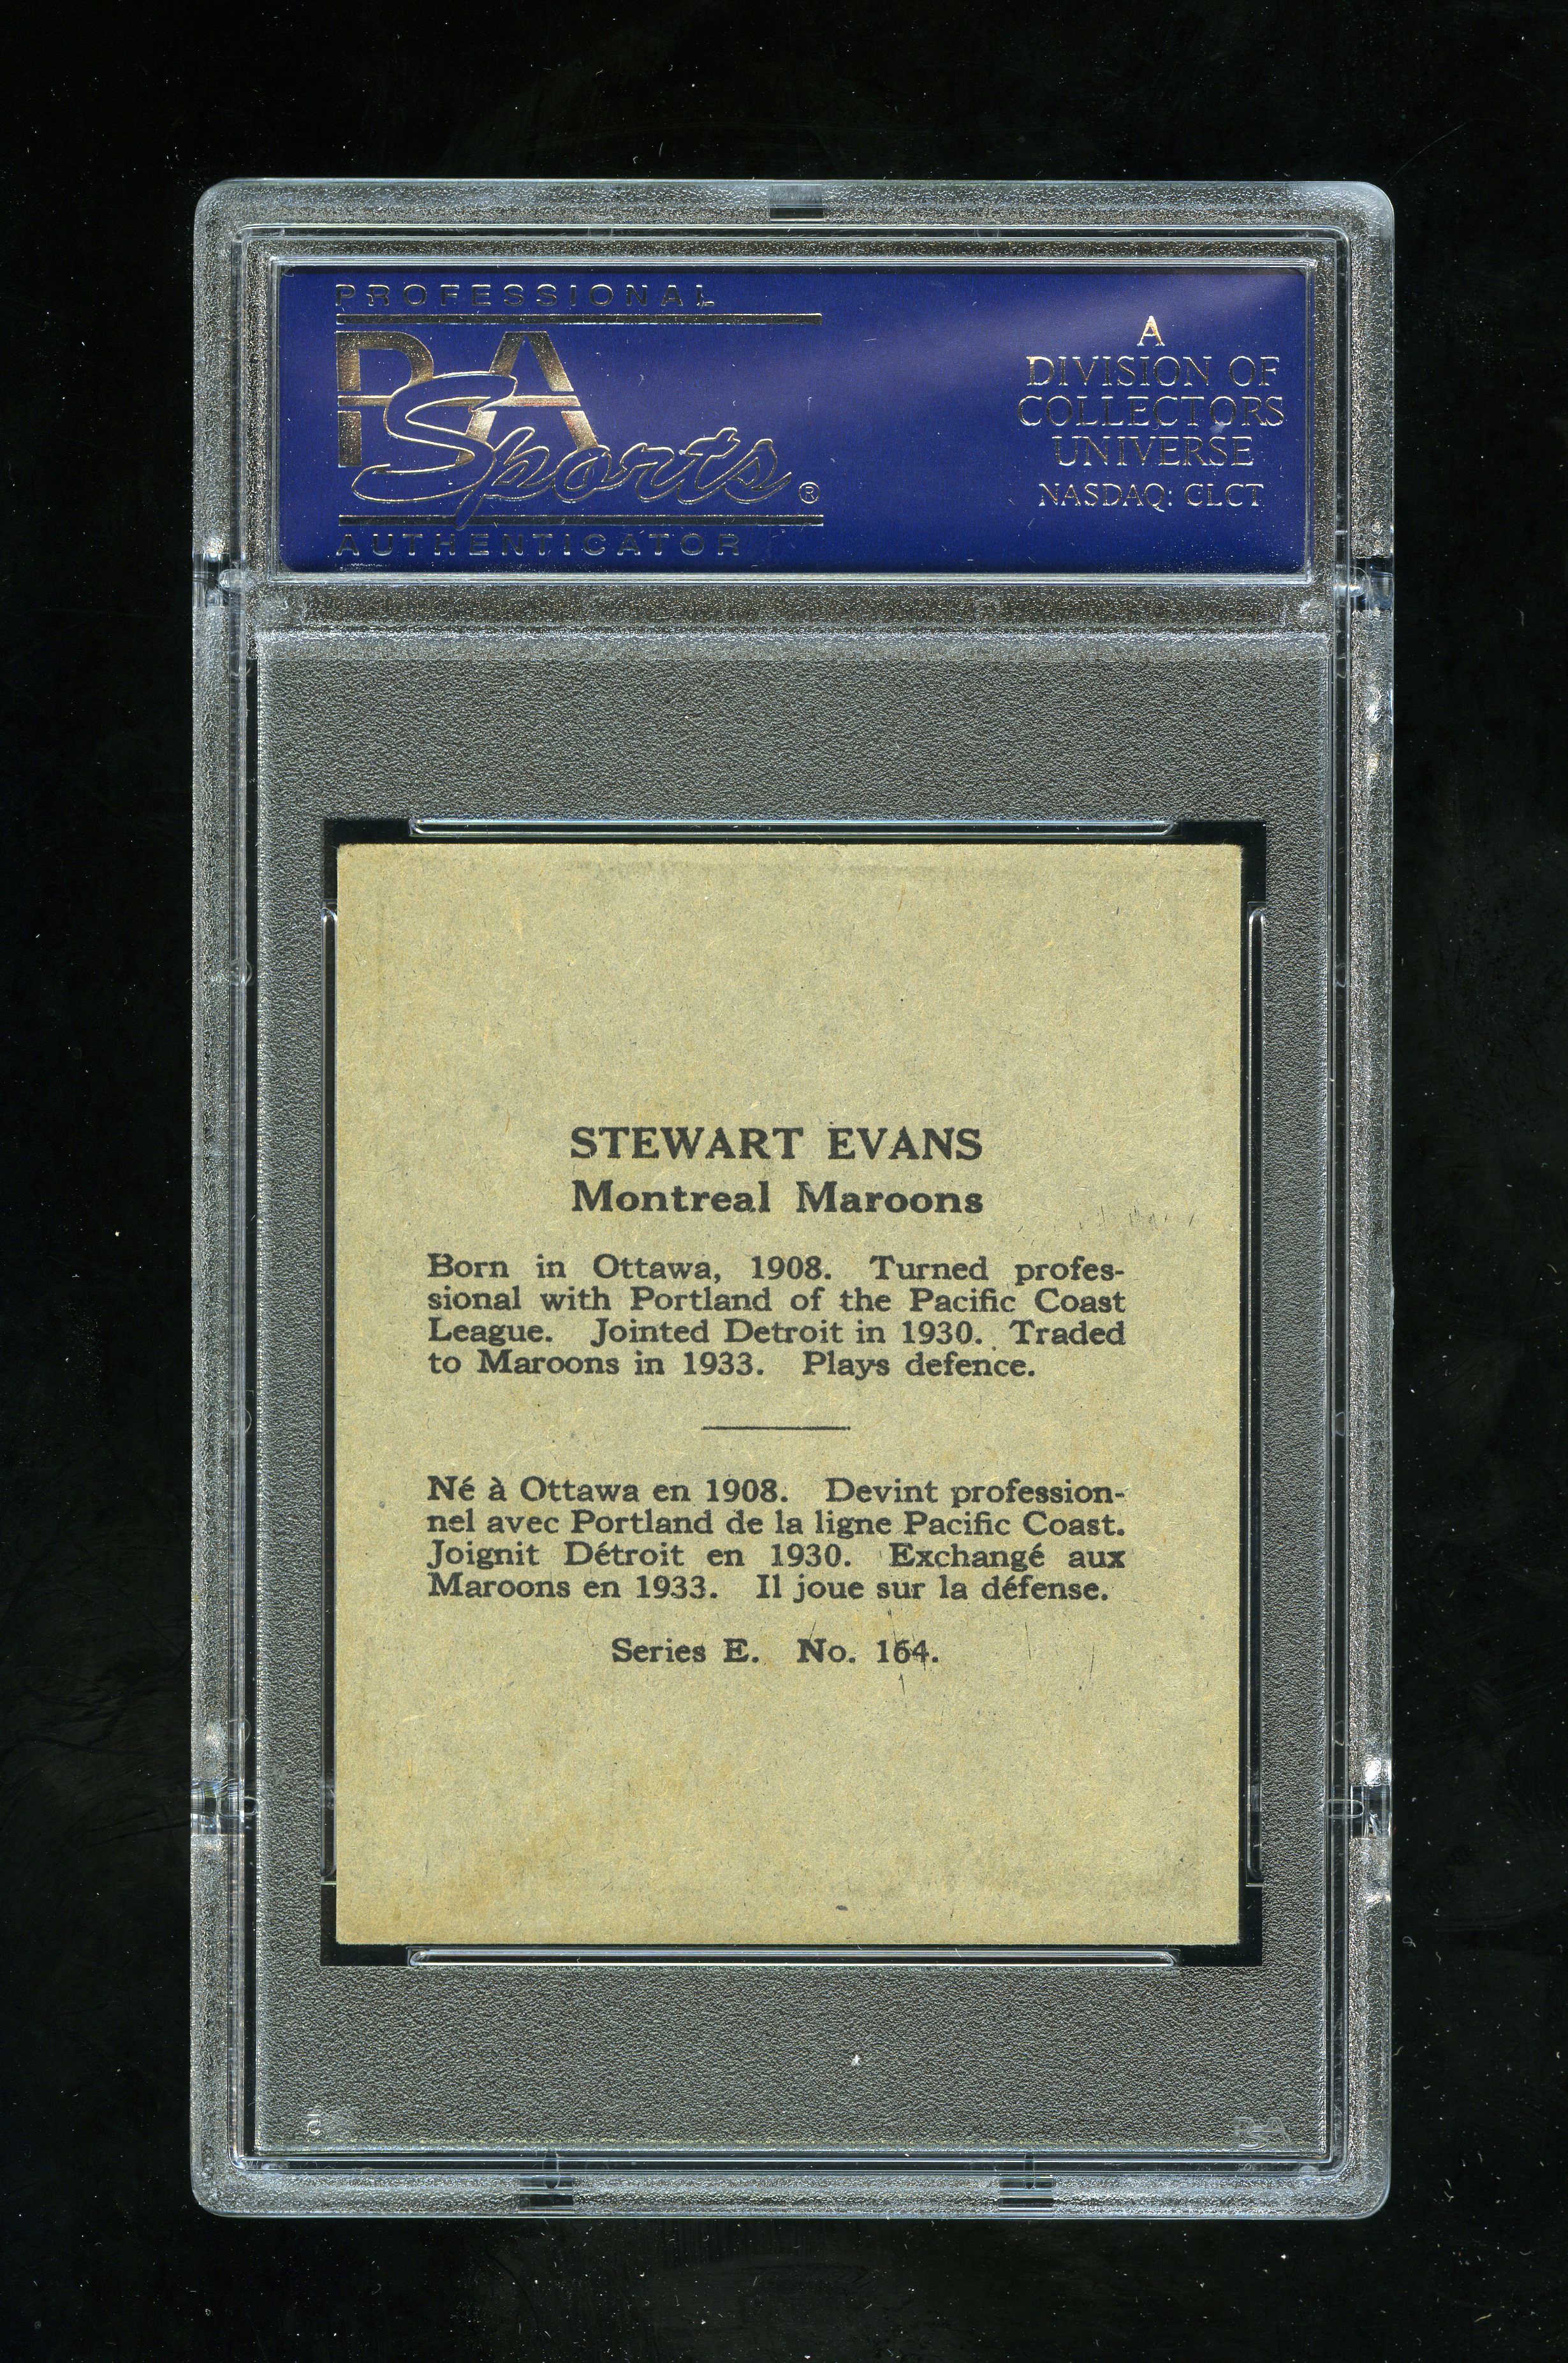 PROFESSIONAL
PSA
Sports ®
AUTHENTICATOR
A
DIVISION OF
COLLECTORS
UNIVERSE
NASDAQ: CLCT
STEWART EVANS
Montreal Maroons
Born in Ottawa, 1908. Turned profes-
sional with Portland of the Pacific Coast
League. Jointed Detroit in 1930. Traded
to Maroons in 1933. Plays defence.
Né à Ottawa en 1908. Devint profession-
nel avec Portland de la ligne Pacific Coast.
Joignit Détroit en 1930. Exchangé aux
Maroons en 1933. Il joue sur la défense.
Series E. No. 164.
PSA